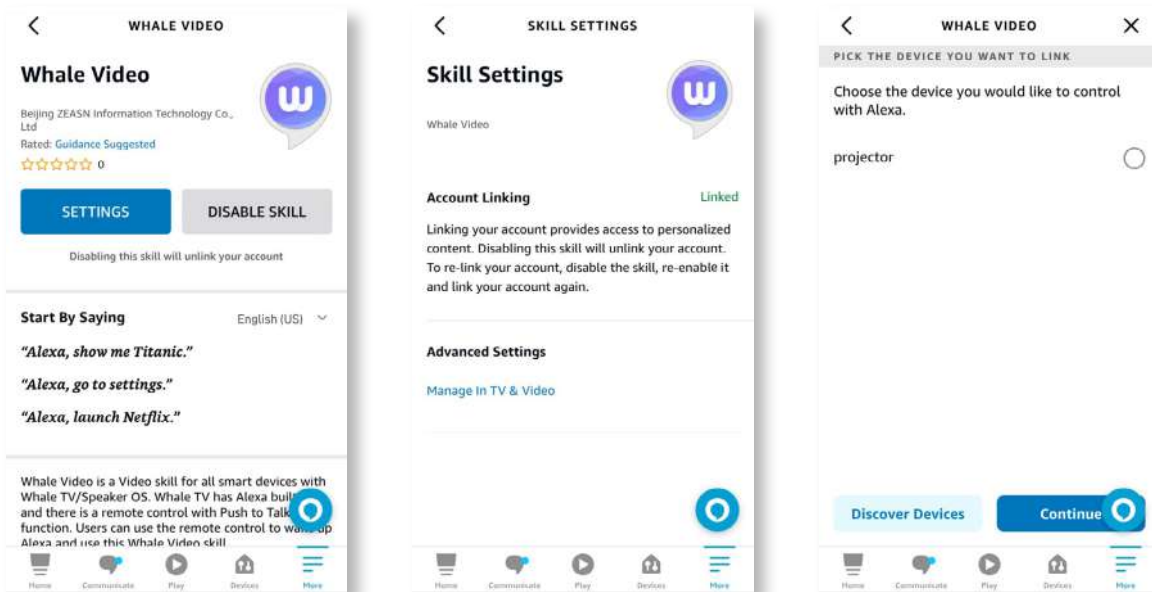 WHALE VIDEO
Whale Video
Beijing ZEASN Information Technology Co.,
Ltd
Rated: Guidance Suggested
0
SETTINGS
DISABLE SKILL
Disabling this skill will unlink your account
Start By Saying
English (US)
“Alexa, show me Titanic.”
“Alexa, go to settings.”
“Alexa, launch Netflix.”
Whale Video is a Video skill for all smart devices with
Whale TV/Speaker OS. Whale TV has Alexa
and there is a remote control with Push to Talk
function. Users can use the remote control to up
Alexa and use this Whale Video skill
Home
Communicate
Play
Devices
More
SKILL SETTINGS
Skill Settings
Whale Video
Account Linking
Linked
Linking your account provides access to personalized
content. Disabling this skill will unlink your account.
To re-link your account, disable the skill, re-enable it
and link your account again.
Advanced Settings
Manage In TV & Video
Home
Communicate
Play
Devices
More
WHALE VIDEO
PICK THE DEVICE YOU WANT TO LINK
Choose the device you would like to control
with Alexa.
projector
Discover Devices
Continue
Home
Communicate
Play
Devices
More